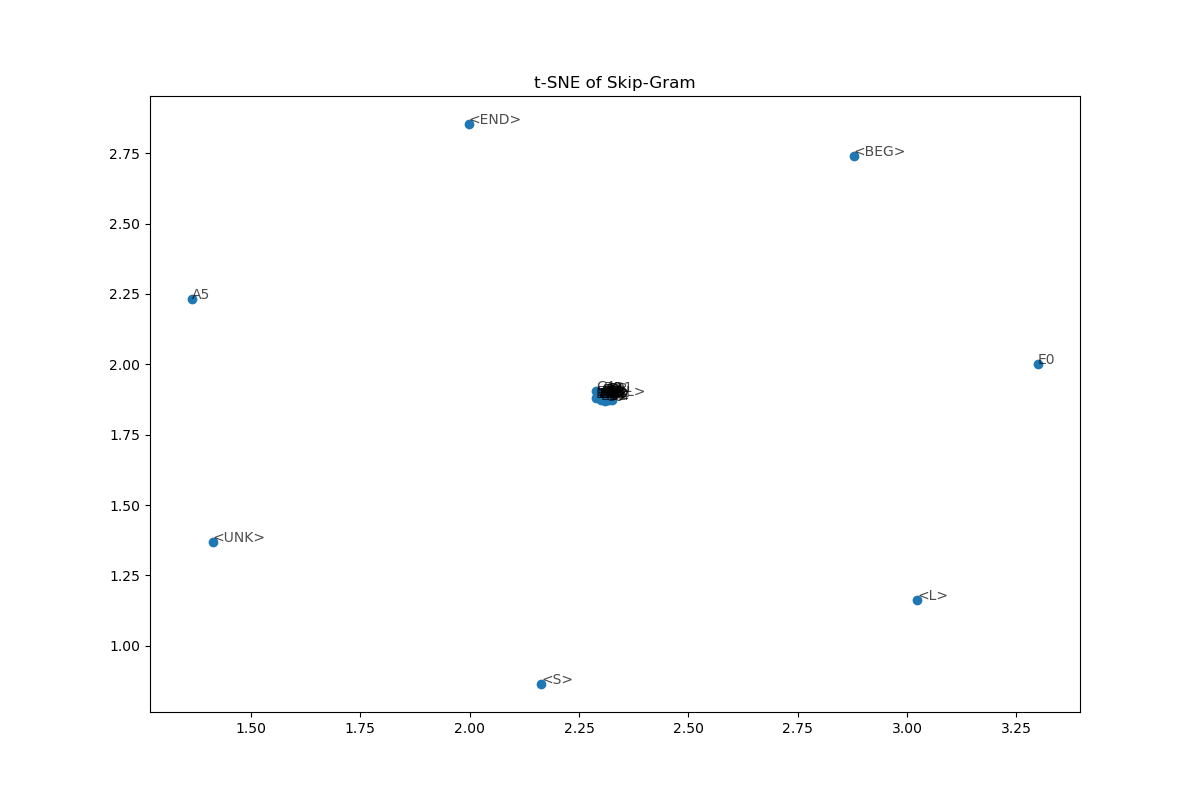 t-SNE of Skip-Gram
<END>
<BEG>
2.75
2.50
A5
2.25
E0
2.00
1.75
1.50
<UNK>
1.25
<L>
1.00
<S>
1.50 1.75 2.00 2.25 2.50 2.75 3.00 3.25